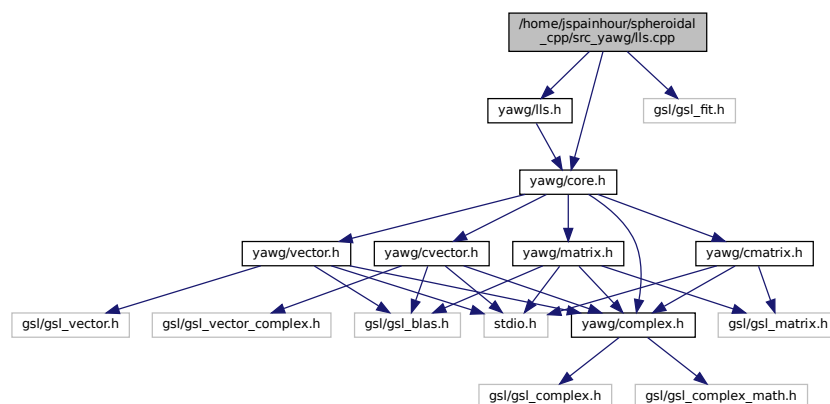 /home/jspainhour/spheroidal
_cpp/src_yawg/lls.cpp
yawg/lls.h
gsl/gsl_fit.h
yawg/core.h
yawg/vector.h
yawg/cvector.h
yawg/matrix.h
yawg/cmatrix.h
gsl/gsl_vector.h
gsl/gsl_vector_complex.h
gsl/gsl_blas.h
stdio.h
yawg/complex.h
gsl/gsl_matrix.h
gsl/gsl_complex.h
gsl/gsl_complex_math.h